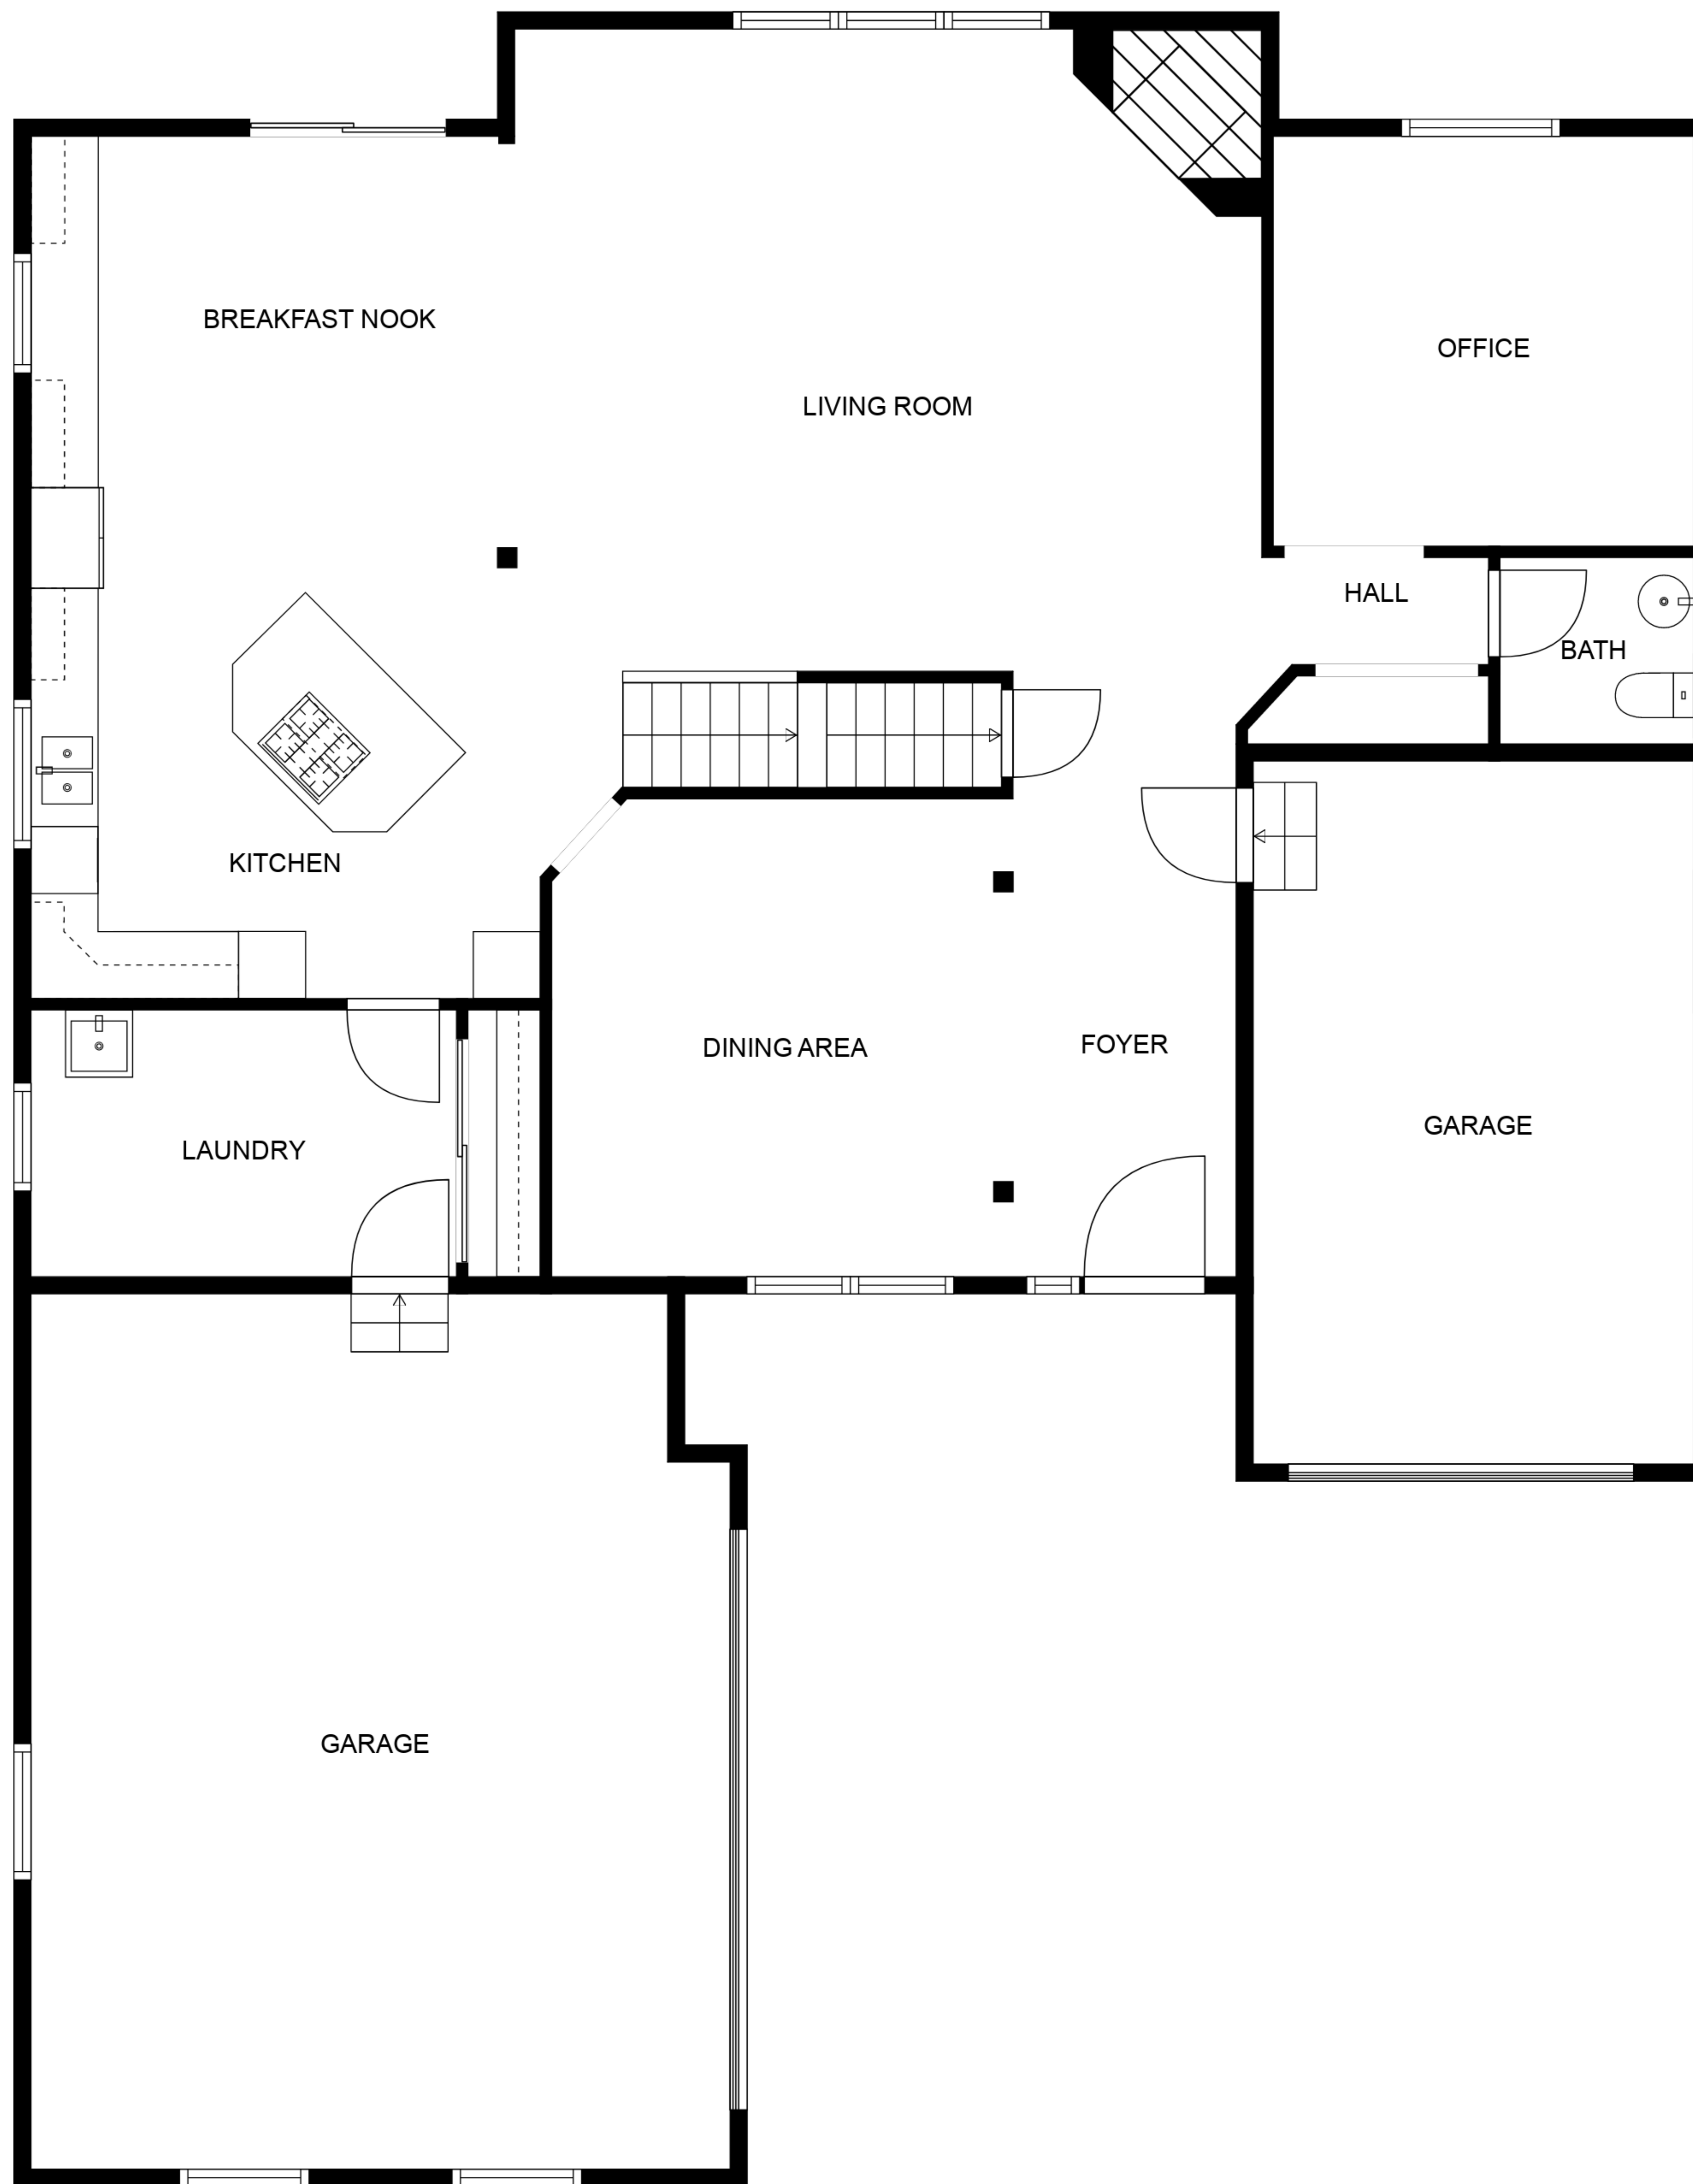 BREAKFAST NOOK
OFFICE
LIVING ROOM
HALL
BATH
KITCHEN
DINING AREA
FOYER
GARAGE
LAUNDRY
GARAGE